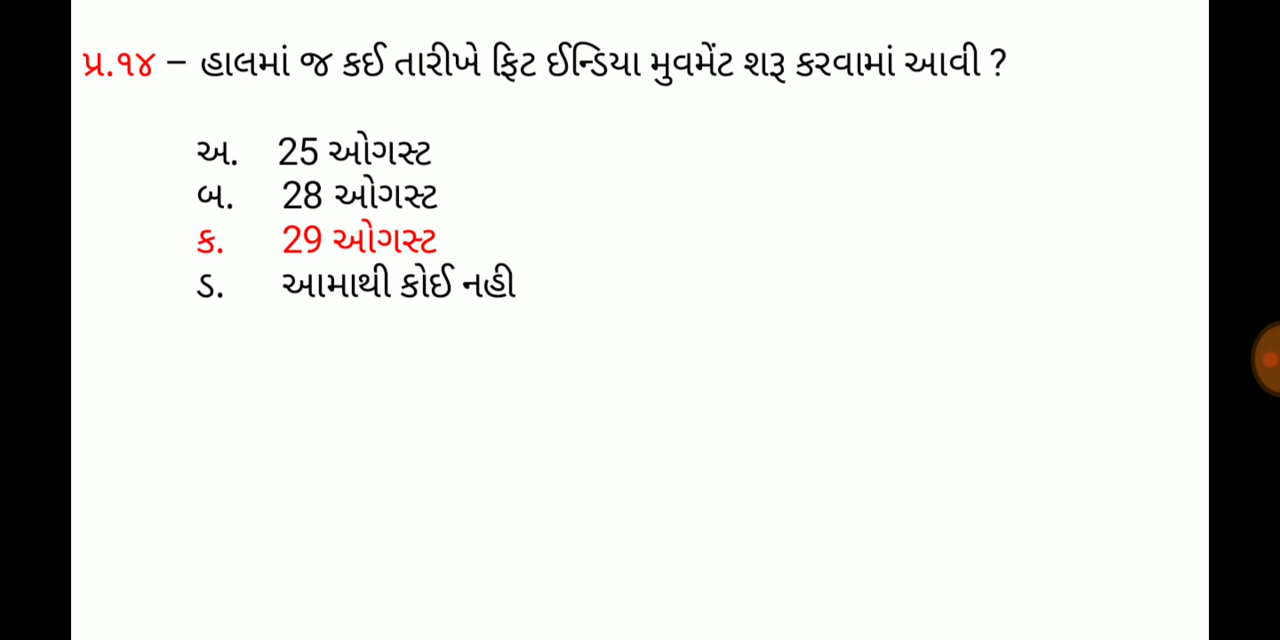 પ્ર.૧૪ – હાલમાં જ કઈ તારીખે ફિટ ઈન્ડિયા મુવમેંટ શરૂ કરવામાં આવી ?
અ. 25 ઓગસ્ટ
બ. 28 ઓગસ્ટ
ક. 29 ઓગસ્ટ
ડ. આમાથી કોઈ નહી